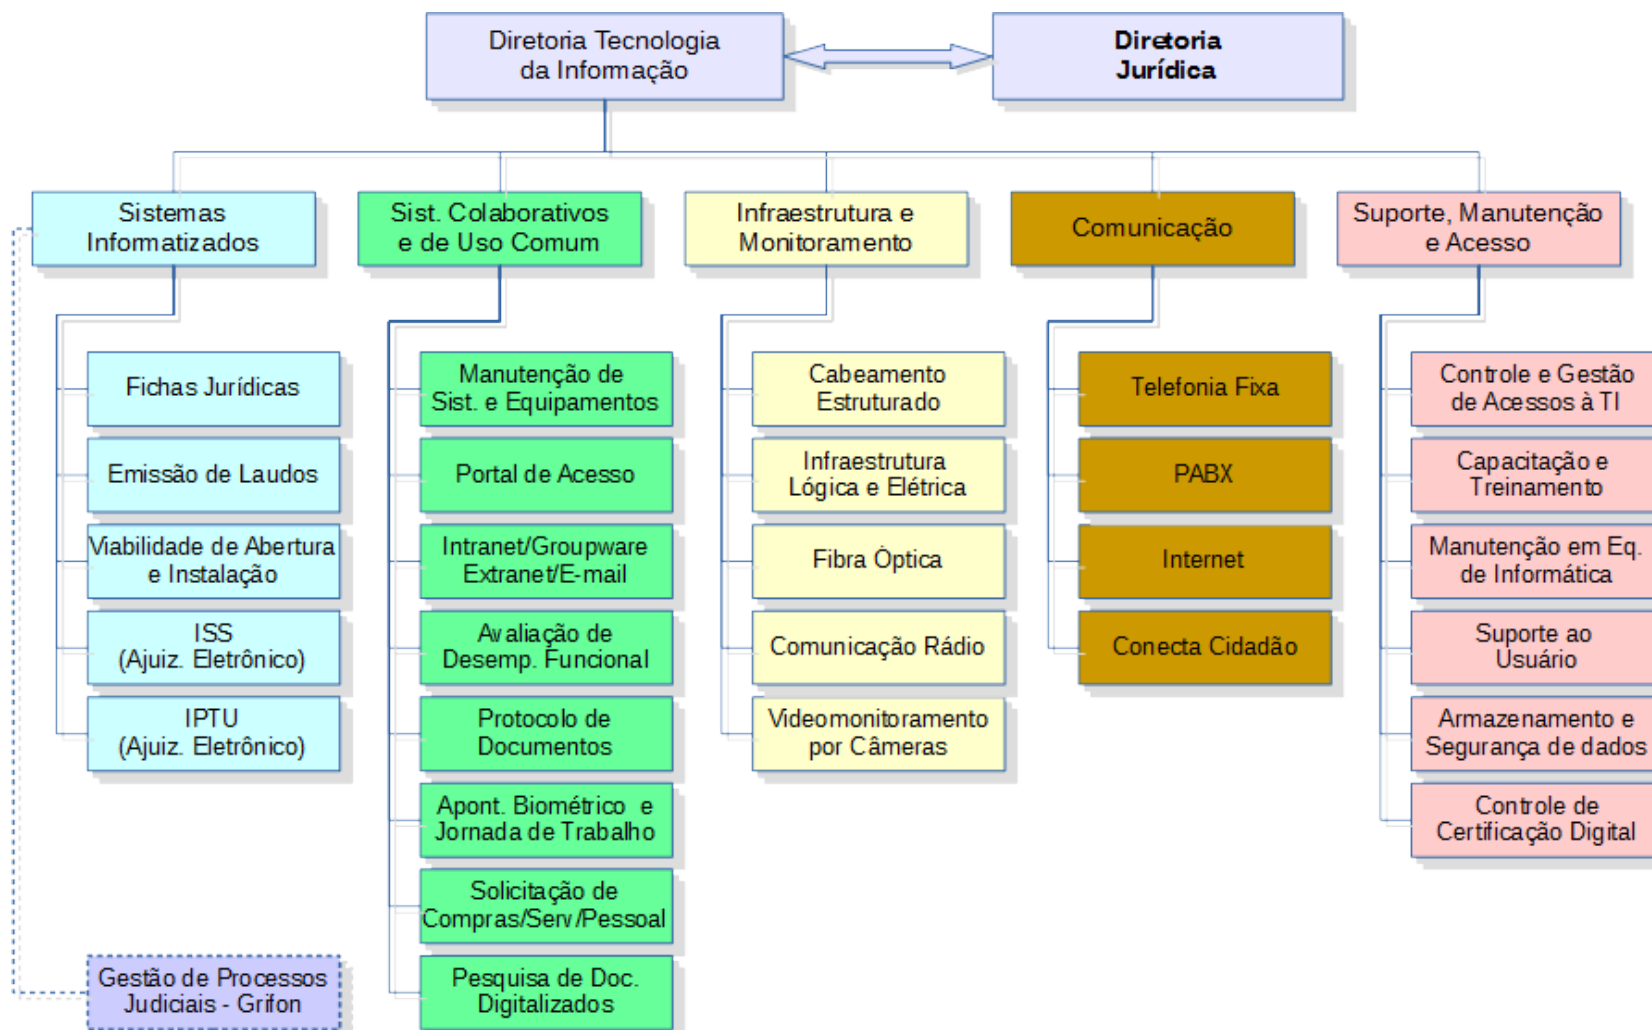 Diretoria Tecnologia
da Informação
Diretoria
Jurídica
Sistemas
Informatizados
Sist. Colaborativos
e de Uso Comum
Infraestrutura e
Monitoramento
Comunicação
Suporte, Manutenção
e Acesso
Fichas Jurídicas
Emissão de Laudos
Viabilidade de Abertura
e Instalação
ISS
(Ajuiz. Eletrônico)
IPTU
(Ajuiz. Eletrônico)
Gestão de Processos
Judiciais - Grifon
Manutenção de
Sist. e Equipamentos
Portal de Acesso
Intranet/Groupware
Extranet/E-mail
Avaliação de
Desemp. Funcional
Protocolo de
Documentos
Apont. Biométrico e
Jornada de Trabalho
Solicitação de
Compras/Serv/Pessoal
Pesquisa de Doc.
Digitalizados
Cabeamento
Estruturado
Infraestrutura
Lógica e Elétrica
Fibra Óptica
Comunicação Rádio
Videomonitoramento
por Câmeras
Telefonia Fixa
PABX
Internet
Conecta Cidadão
Controle e Gestão
de Acessos à TI
Capacitação e
Treinamento
Manutenção em Eq.
de Informática
Suporte ao
Usuário
Armazenamento e
Segurança de dados
Controle de
Certificação Digital